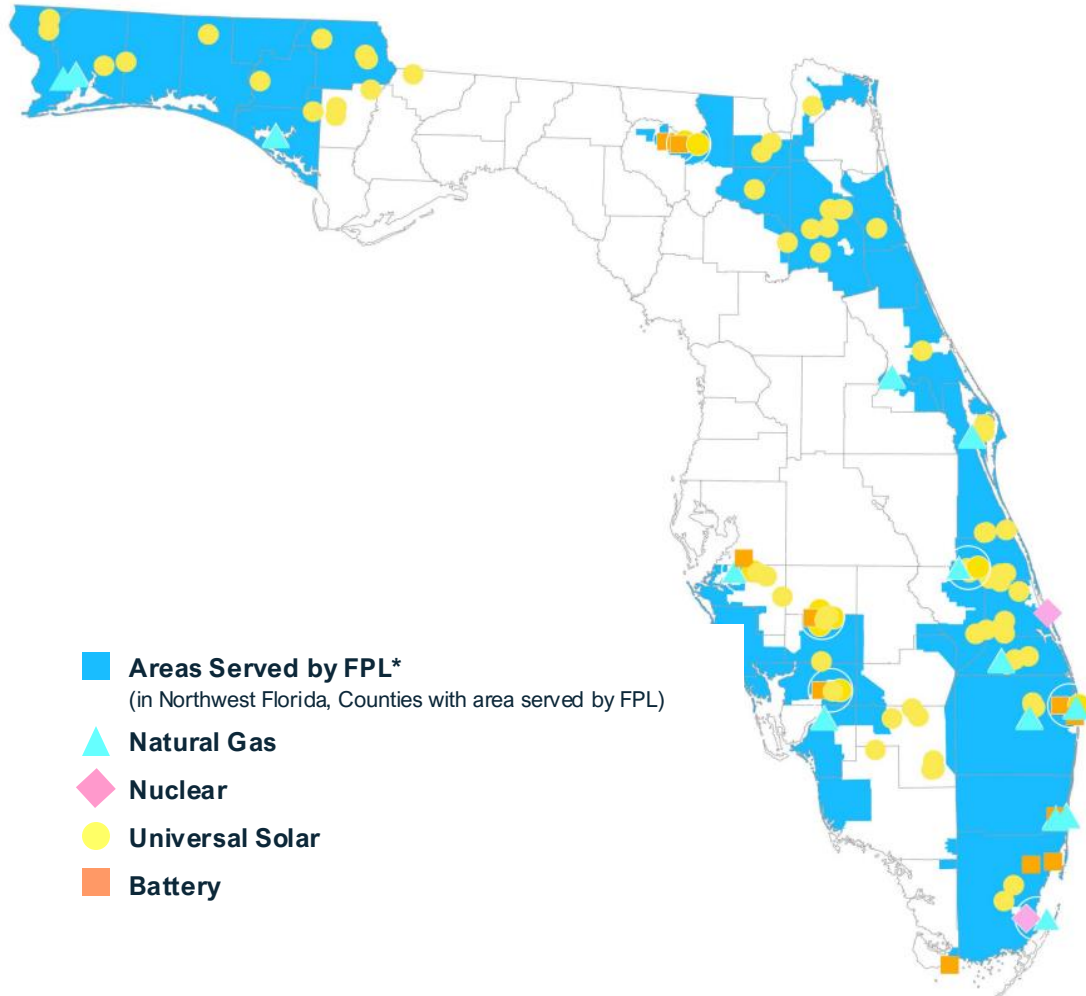 Areas Served by FPL*
(in Northwest Florida, Counties with area served by FPL)
Natural Gas
Nuclear
Universal Solar
Battery